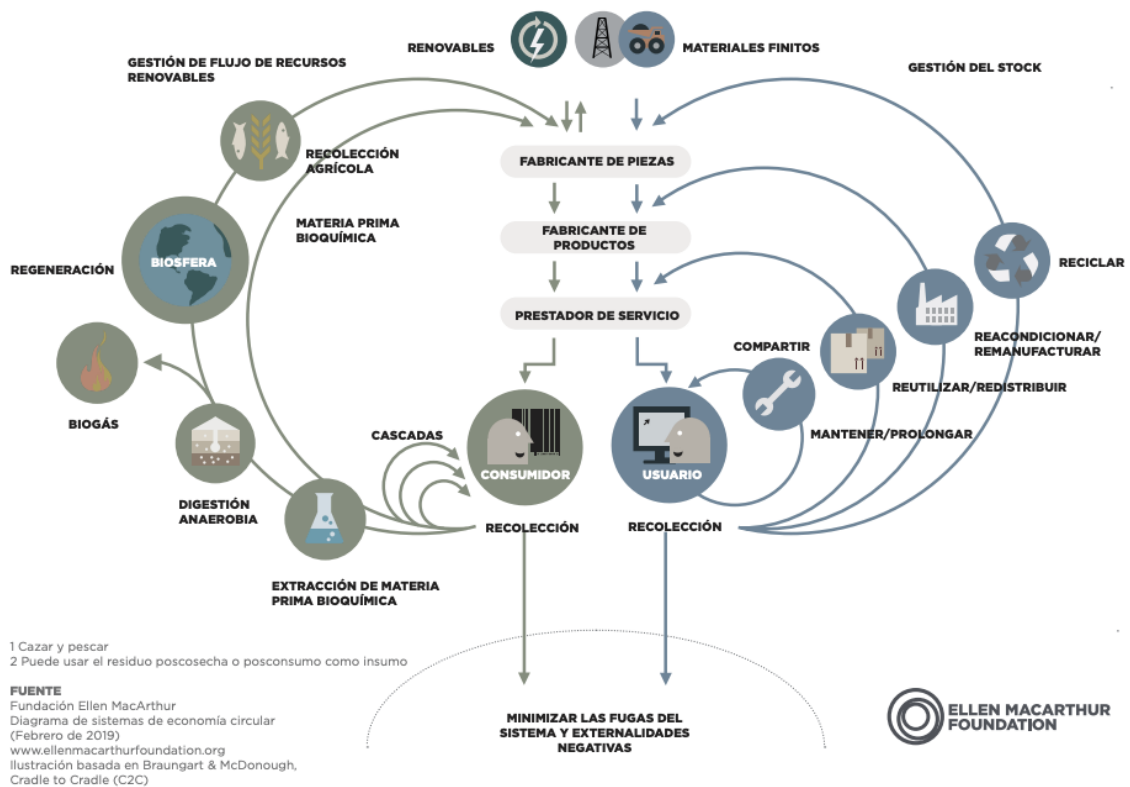 RENOVABLES
MATERIALES FINITOS
GESTIÓN DE FLUJO DE RECURSOS
RENOVABLES
GESTIÓN DEL STOCK
RECOLECCIÓN
AGRÍCOLA
FABRICANTE DE PIEZAS
MATERIA PRIMA
BIOQUÍMICA
FABRICANTE DE
PRODUCTOS
REGENERACIÓN
BIOSFERA
RECICLAR
PRESTADOR DE SERVICIO
REACONDICIONAR/
REMANUFACTURAR
COMPARTIR
REUTILIZAR/REDISTRIBUIR
BIOGÁS
CASCADAS
MANTENER/PROLONGAR
CONSUMIDOR
USUARIO
DIGESTIÓN
ANAEROBIA
RECOLECCIÓN
RECOLECCIÓN
EXTRACCIÓN DE MATERIA
PRIMA BIOQUÍMICA
1 Cazar y pescar
2 Puede usar el residuo poscosecha o posconsumo como insumo
FUENTE
Fundación Ellen MacArthur
Diagrama de sistemas de economía circular
(Febrero de 2019)
www.ellenmacarthurfoundation.org
Ilustración basada en Braungart & McDonough,
Cradle to Cradle (C2C)
MINIMIZAR LAS FUGAS DEL
SISTEMA Y EXTERNALIDADES
NEGATIVAS
ELLEN MACARTHUR
FOUNDATION